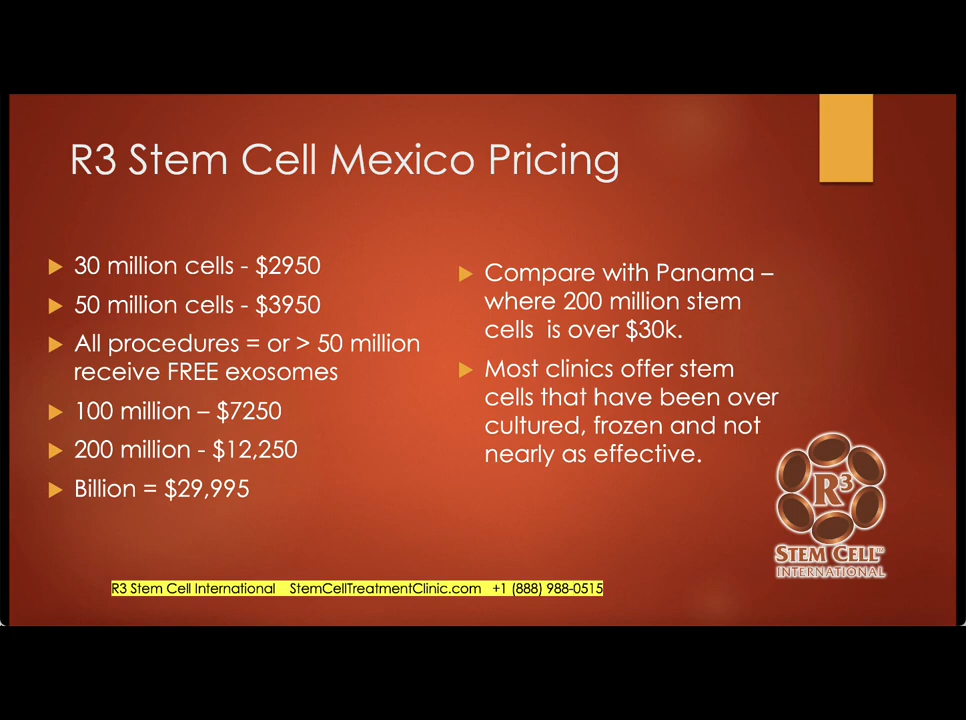 R3 Stem Cell Mexico Pricing
30 million cells - $2950
50 million cells - $3950
All procedures = or > 50 million
receive FREE exosomes
100 million – $7250
200 million - $12,250
Billion = $29,995
Compare with Panama –
where 200 million stem
cells  is over $30k.
Most clinics offer stem
cells that have been over
cultured, frozen and not
nearly as effective.
R3
STEM CELL™
INTERNATIONAL
R3 Stem Cell International    StemCellTreatmentClinic.com   +1 (888) 988-0515